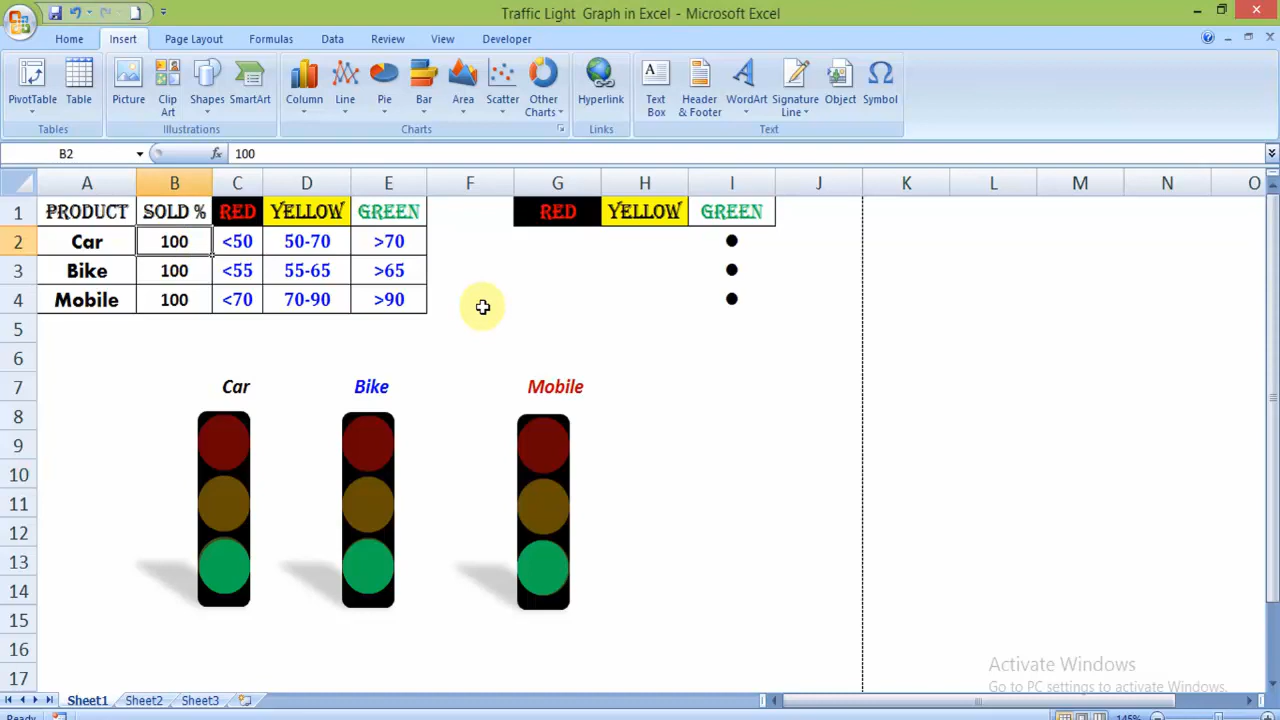 Traffic Light Graph in Excel - Microsoft Excel
Home Insert Page Layout Formulas Data Review View Developer
PivotTable Table Picture Clip Art Shapes SmartArt Column Line Pie Bar Area Scatter Other Charts Hyperlink Text Box Header & Footer WordArt Signature Line Object Symbol
Tables Illustrations Charts Links Text
B2 fx 100
A B C D E F G H I J K L M N O
1 PRODUCT SOLD % RED YELLOW GREEN RED YELLOW GREEN
2 Car 100 <50 50-70 >70 ●
3 Bike 100 <55 55-65 >65 ●
4 Mobile 100 <70 70-90 >90 ●
5
6
7 Car Bike Mobile
8
9
10
11
12
13
14
15
16
17
Activate Windows
Go to PC settings to activate Windows.
Sheet1 Sheet2 Sheet3
Ready 145%